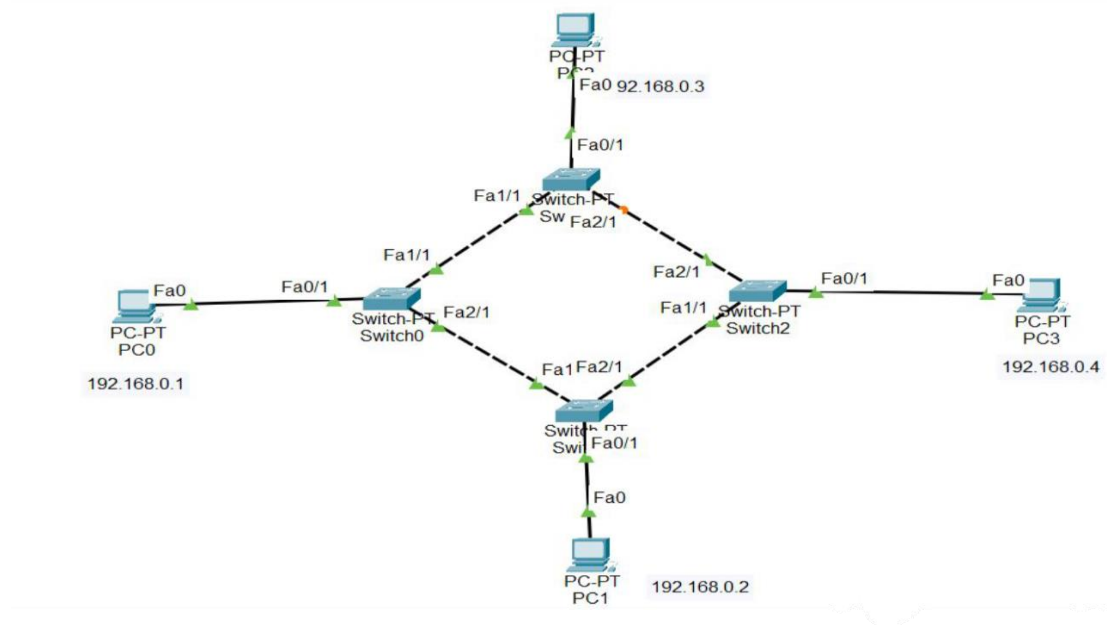 PC-PT
Fa0 92.168.0.3
Fa0/1
Fa1/1
Switch-PT
Sw Fa2/1
Fa1/1
Fa2/1
Fa0 Fa0/1
Fa0/1 Fa0
Switch-PT Fa2/1
Switch0
Fa1/1 Switch-PT
Switch2
PC-PT
PC0
PC-PT
PC3
192.168.0.1
192.168.0.4
Fa1 Fa2/1
Fa0/1
Fa0
PC-PT
PC1
192.168.0.2